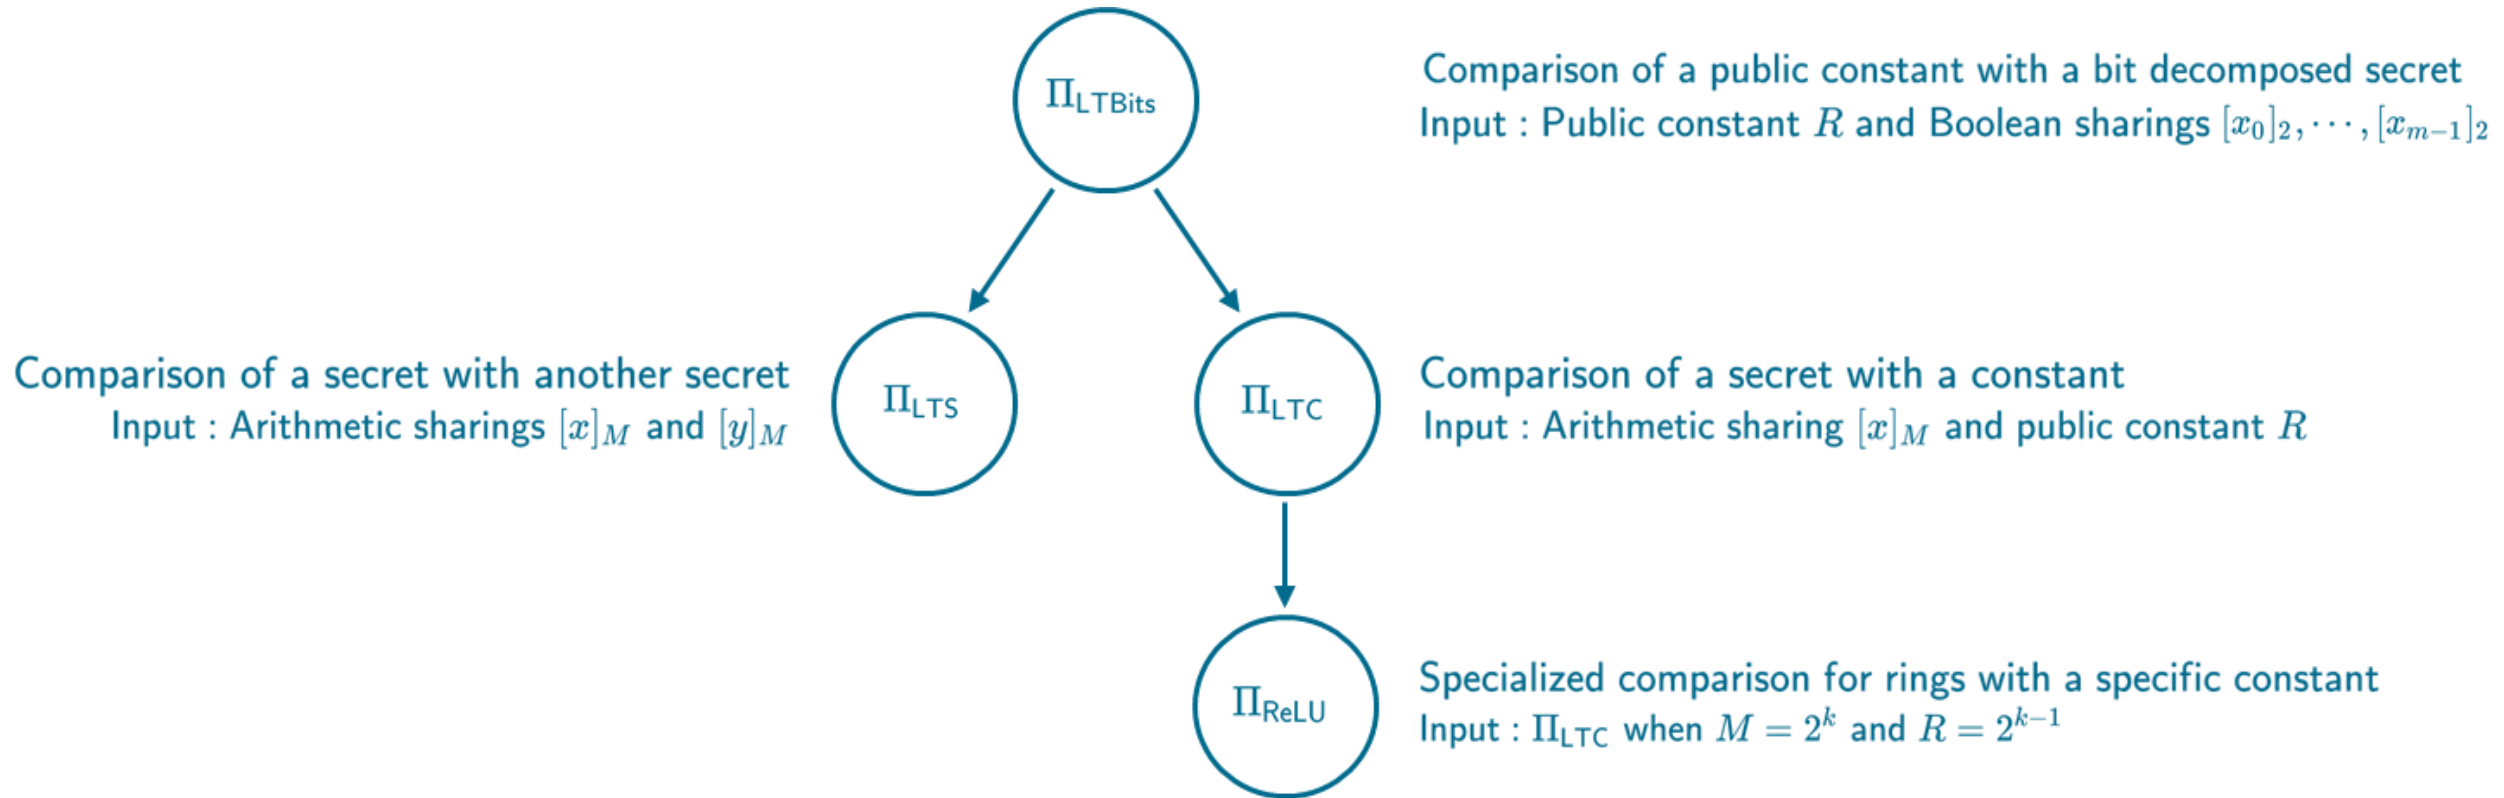 Π_LTBits
Comparison of a public constant with a bit decomposed secret
Input : Public constant R and Boolean sharings [x_0]_2, ⋯, [x_{m−1}]_2
Comparison of a secret with another secret
Input : Arithmetic sharings [x]_M and [y]_M
Π_LTS
Π_LTC
Comparison of a secret with a constant
Input : Arithmetic sharing [x]_M and public constant R
Π_ReLU
Specialized comparison for rings with a specific constant
Input : Π_LTC when M = 2^k and R = 2^{k−1}